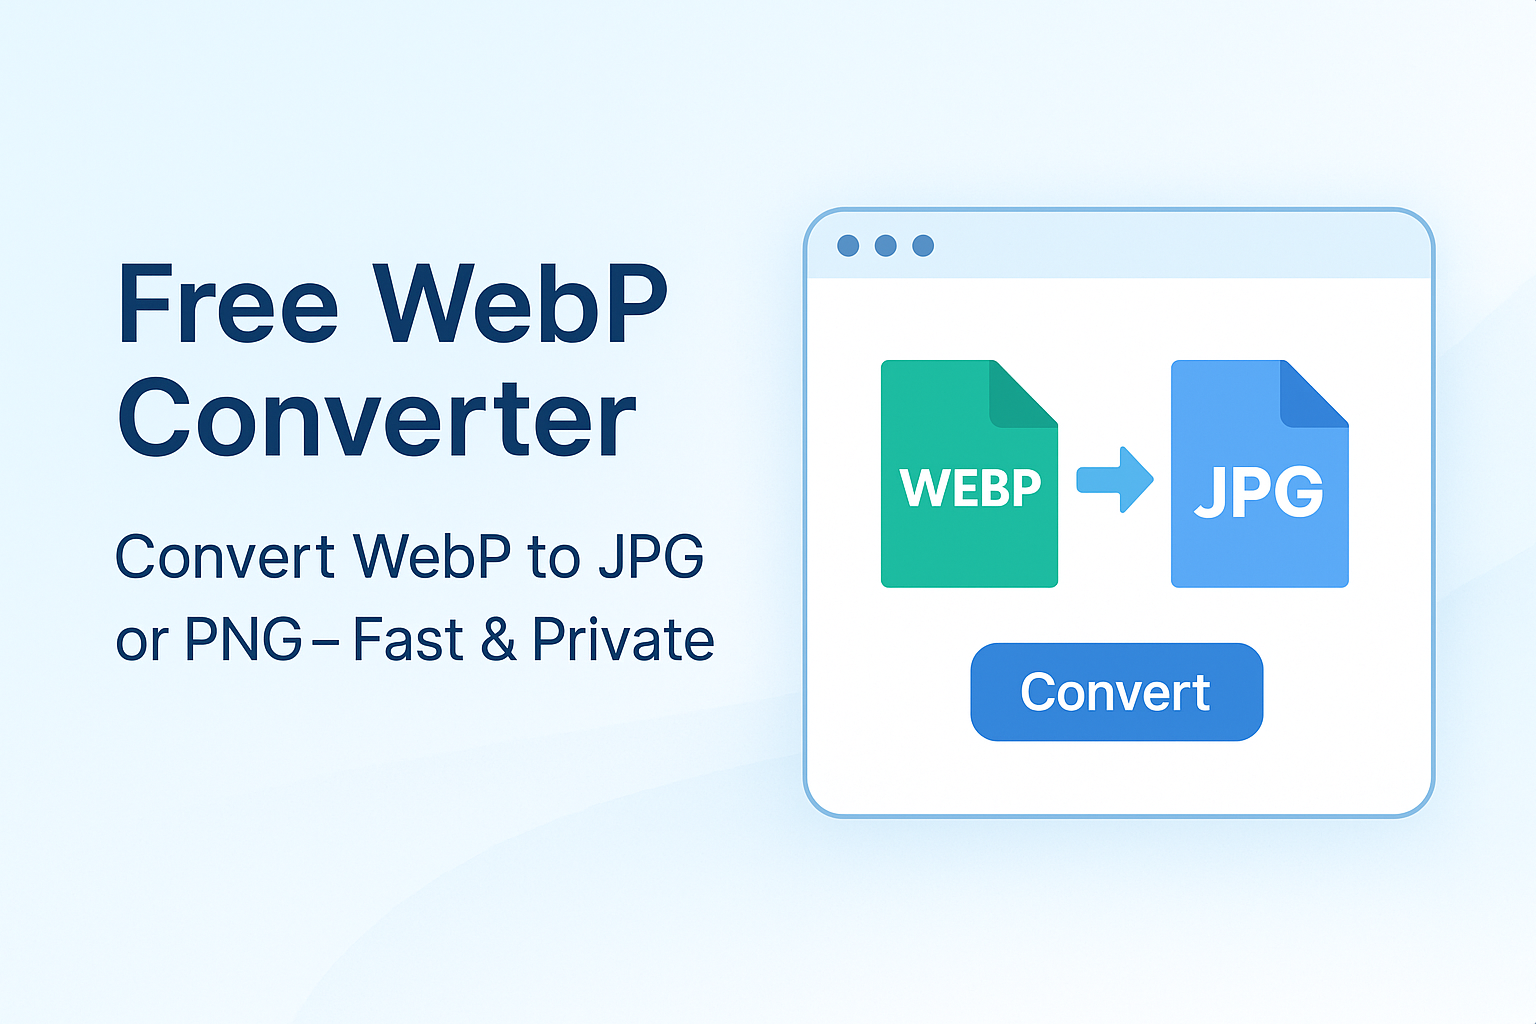 Free WebP
Converter
Convert WebP to JPG
or PNG – Fast & Private
WEBP
JPG
Convert